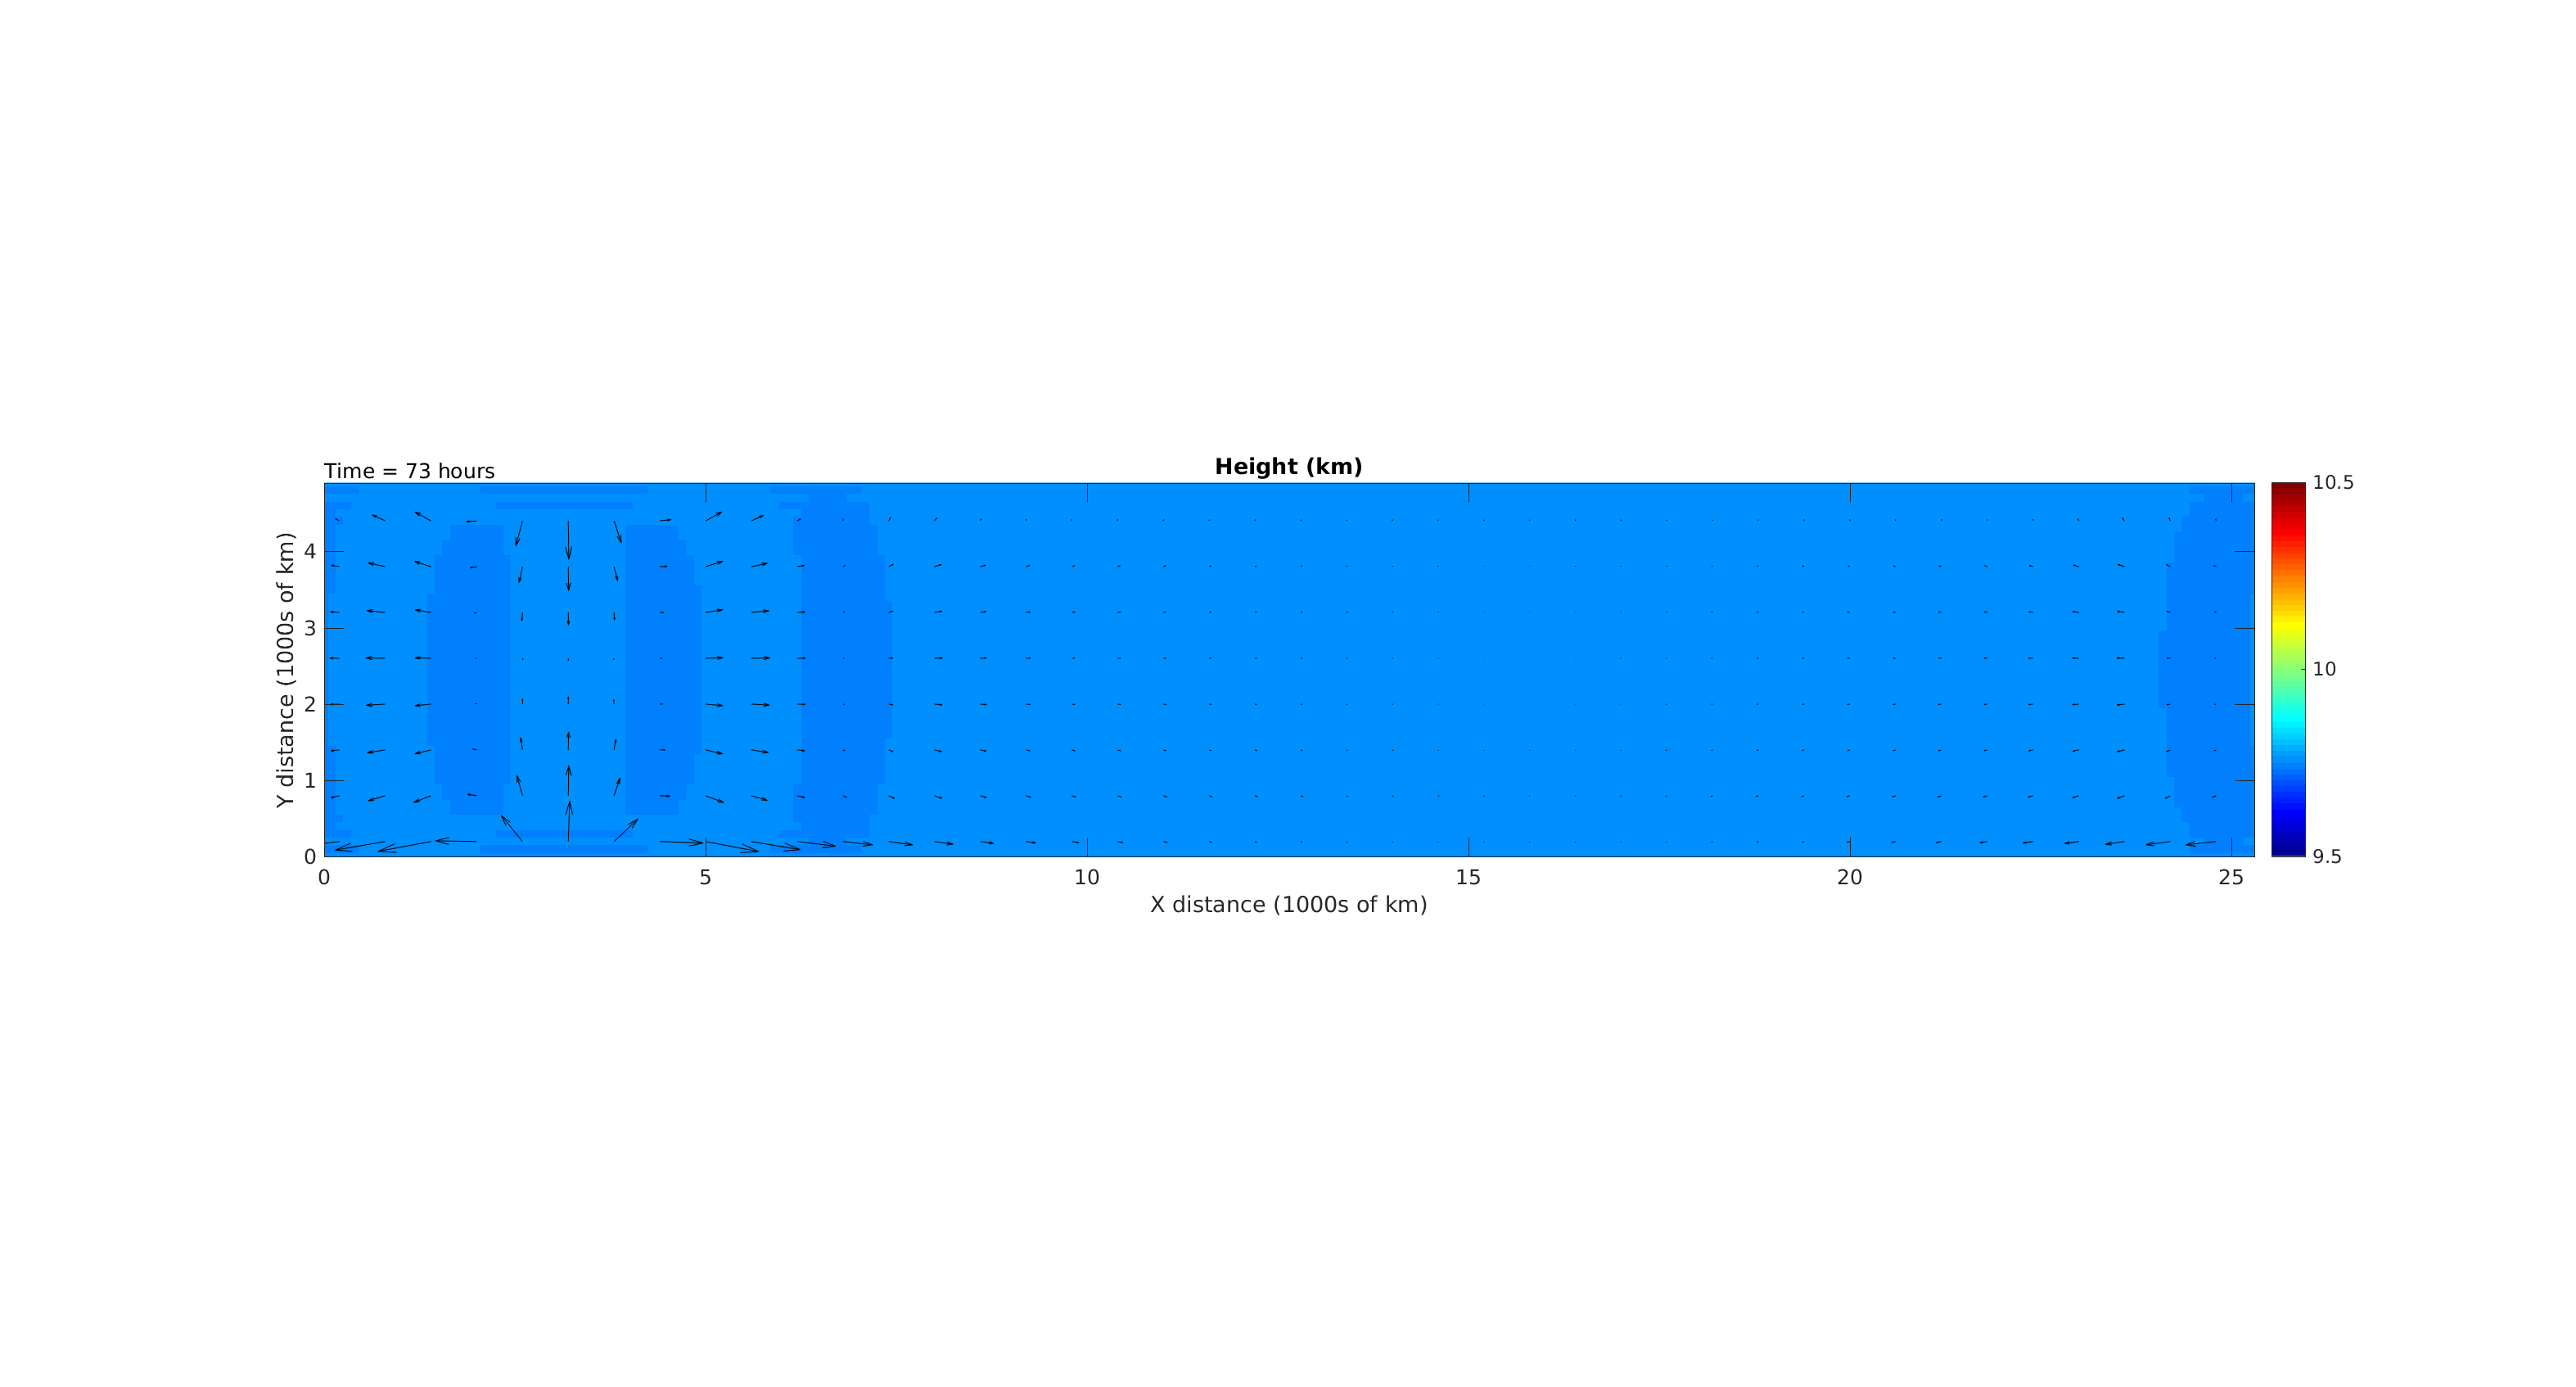 Time = 73 hours
Height (km)
10.5
10
9.5
Y distance (1000s of km)
4
3
2
1
0
0 5 10 15 20 25
X distance (1000s of km)